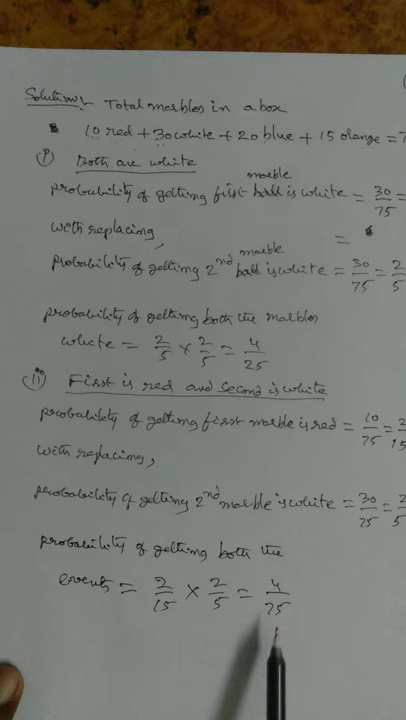 Solution:- Total marbles in a box
10 red + 30 white + 20 blue + 15 orange = 7
(i) Both are white
marble
probability of getting first ball is white = 30/75 =
with replacing, =
marble
probability of getting 2nd ball is white = 30/75 = 2/5
probability of getting both the marbles
white = 2/5 × 2/5 = 4/25
(ii) First is red and second is white
probability of getting first marble is red = 10/75 = 2/15
with replacing,
probability of getting 2nd marble is white = 30/75 = 2/5
probability of getting both the
events = 2/15 × 2/5 = 4/75